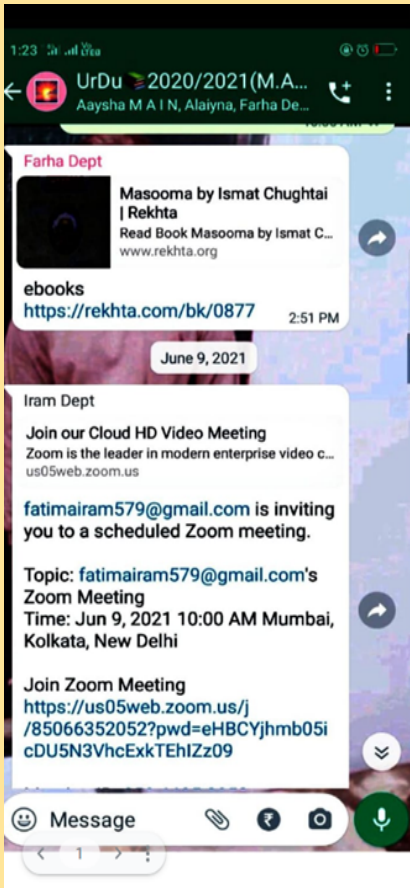 1:23
UrDu 2020/2021(M.A...
Aaysha M A I N, Alaiyna, Farha De...
Farha Dept
Masooma by Ismat Chughtai
| Rekhta
Read Book Masooma by Ismat C...
www.rekhta.org
ebooks
https://rekhta.com/bk/0877
2:51 PM
June 9, 2021
Iram Dept
Join our Cloud HD Video Meeting
Zoom is the leader in modern enterprise video c...
us05web.zoom.us
fatimairam579@gmail.com is inviting
you to a scheduled Zoom meeting.
Topic: fatimairam579@gmail.com's
Zoom Meeting
Time: Jun 9, 2021 10:00 AM Mumbai,
Kolkata, New Delhi
Join Zoom Meeting
https://us05web.zoom.us/j
/85066352052?pwd=eHBCYjhmb05i
cDU5N3VhcExkTEhIZz09
Message
1